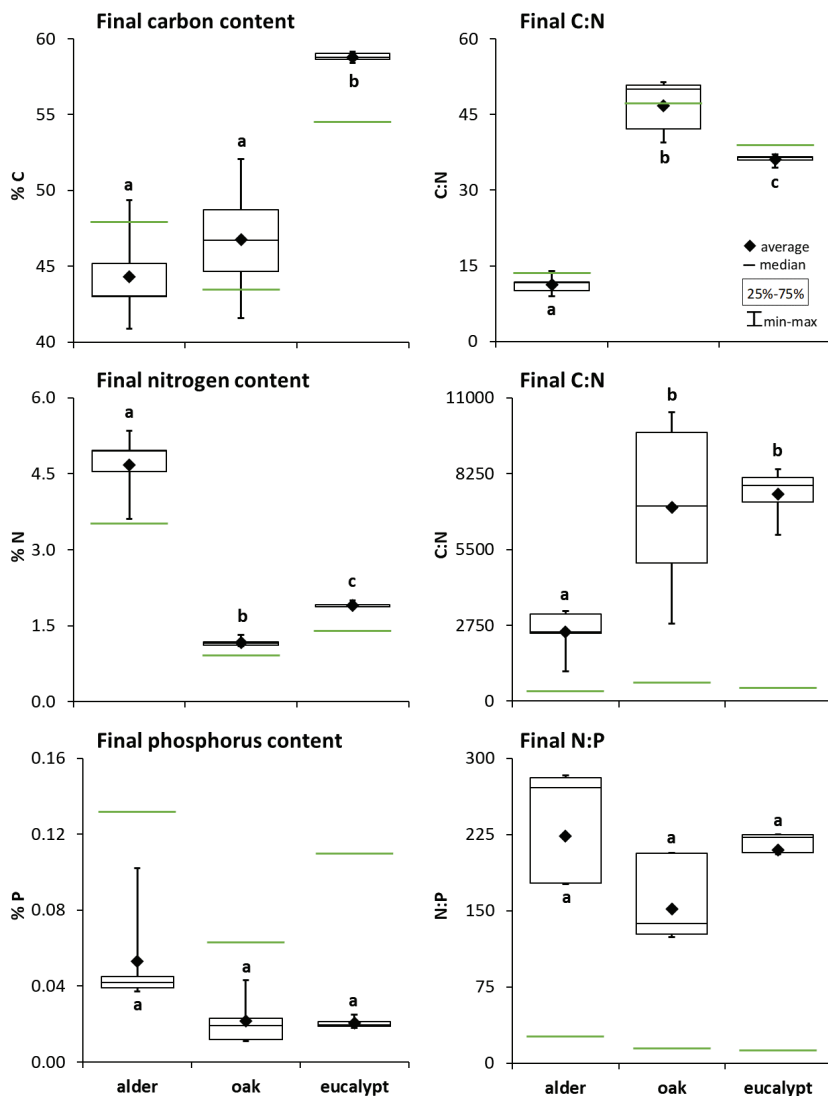 Final carbon content
60
55
50
45
40
% C
a
a
b
Final C:N
60
45
30
15
0
C:N
a
b
c
average
median
25%-75%
min-max
Final nitrogen content
6.0
4.5
3.0
1.5
0.0
% N
a
b
c
Final C:N
11000
8250
5500
2750
0
C:N
a
b
b
Final phosphorus content
0.16
0.12
0.08
0.04
0.00
% P
a
a
a
alder oak eucalypt
Final N:P
300
225
150
75
0
N:P
a
a
a
alder oak eucalypt